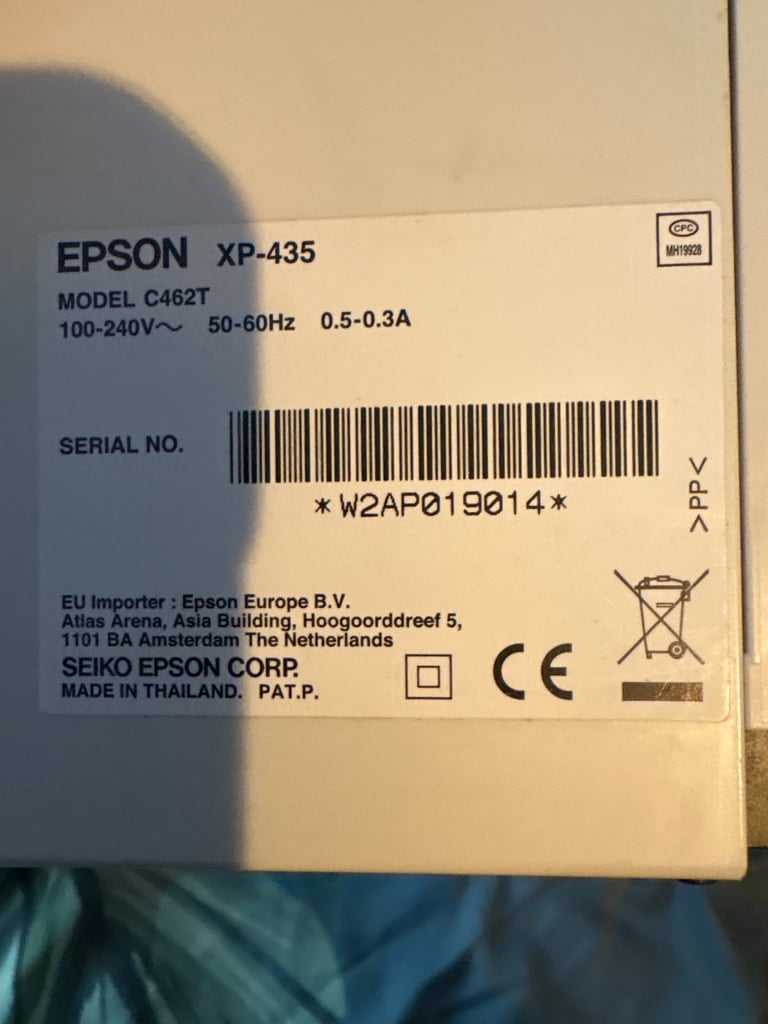 EPSON XP-435
CPC
MH19928
MODEL C462T
100-240V～ 50-60Hz 0.5-0.3A
SERIAL NO.
*W2AP019014*
>PP<
EU Importer : Epson Europe B.V.
Atlas Arena, Asia Building, Hoogoorddreef 5,
1101 BA Amsterdam The Netherlands
SEIKO EPSON CORP.
MADE IN THAILAND. PAT.P.
CE